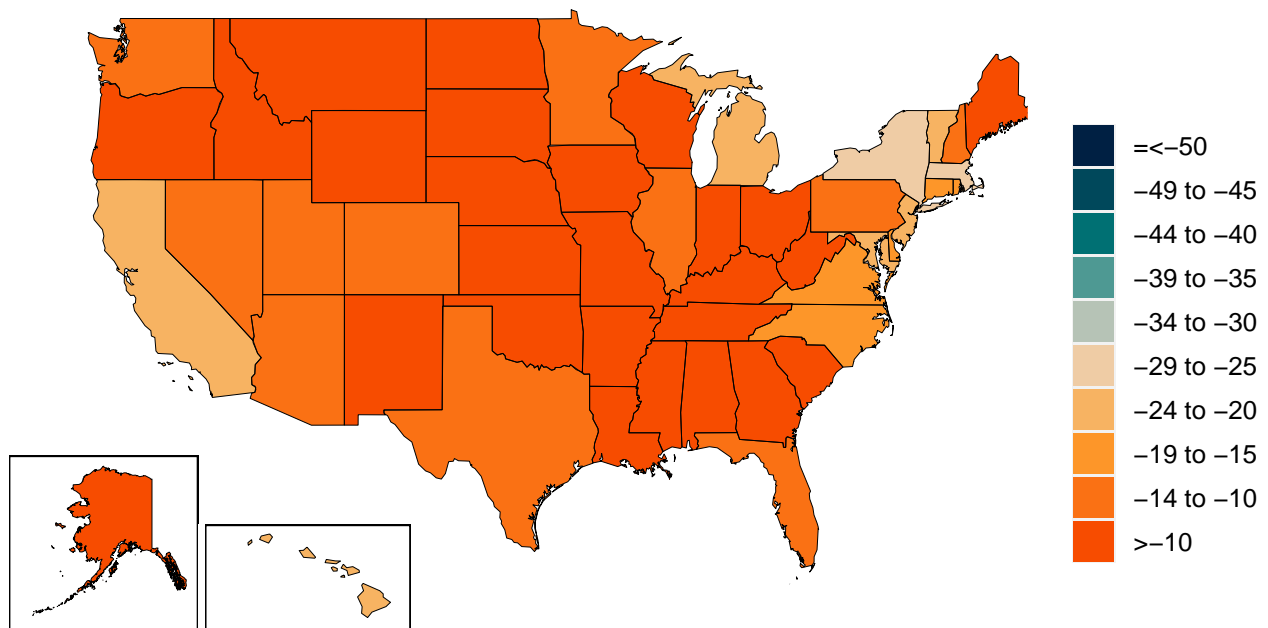 =<−50
−49 to −45
−44 to −40
−39 to −35
−34 to −30
−29 to −25
−24 to −20
−19 to −15
−14 to −10
>−10